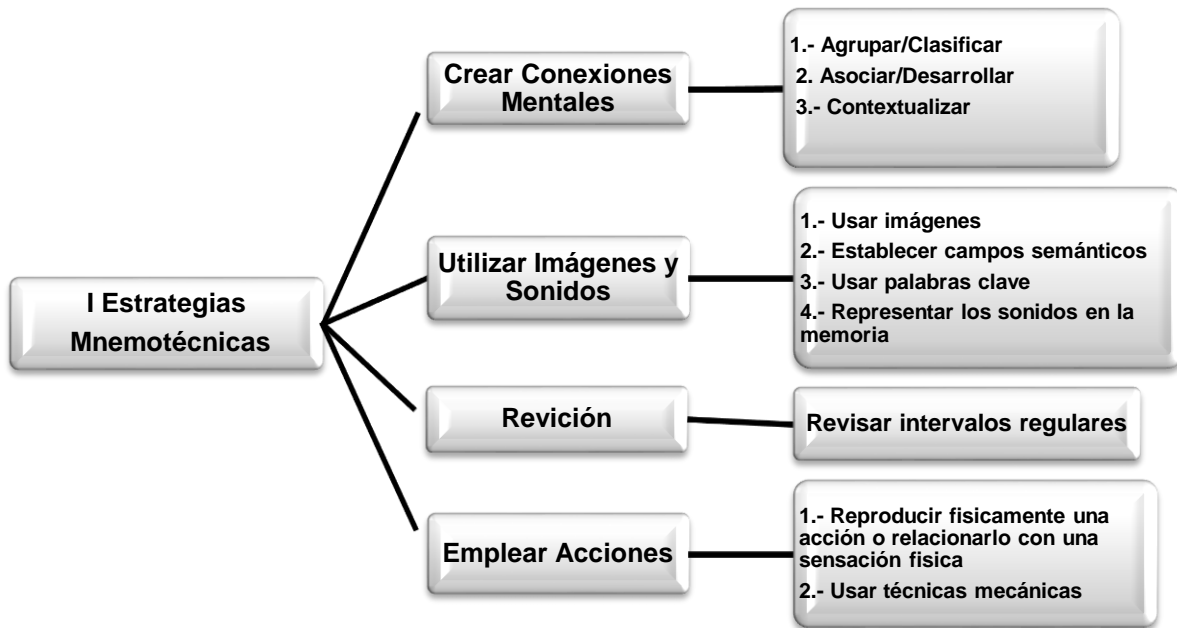 I Estrategias
Mnemotécnicas
Crear Conexiones
Mentales
1.- Agrupar/Clasificar
2. Asociar/Desarrollar
3.- Contextualizar
Utilizar Imágenes y
Sonidos
1.- Usar imágenes
2.- Establecer campos semánticos
3.- Usar palabras clave
4.- Representar los sonidos en la
memoria
Revición
Revisar intervalos regulares
Emplear Acciones
1.- Reproducir fisicamente una
acción o relacionarlo con una
sensación fisica
2.- Usar técnicas mecánicas